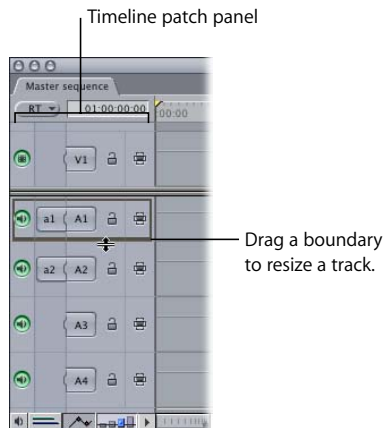 Timeline patch panel
Master sequence
RT 01:00:00:00 00:00
V1
a1 A1
Drag a boundary
to resize a track.
a2 A2
A3
A4